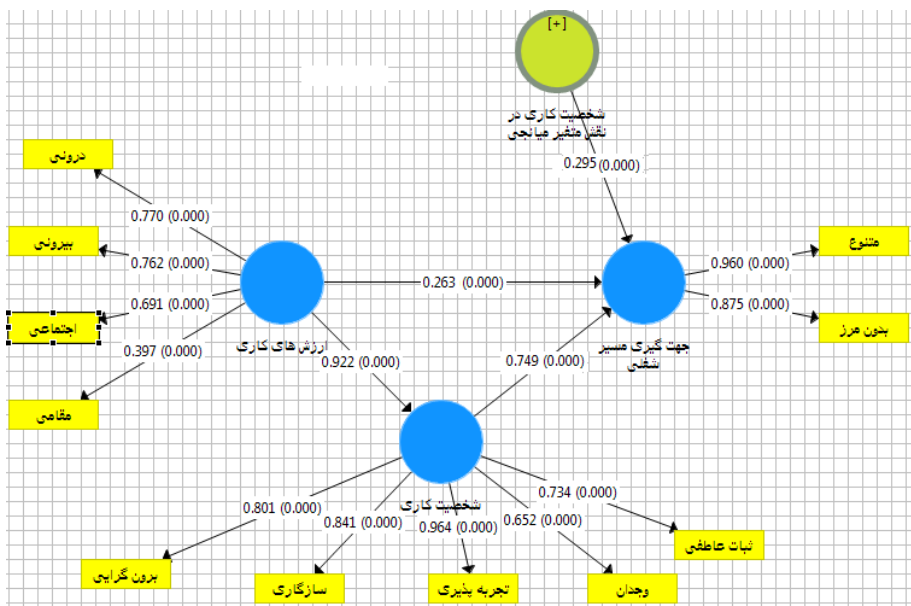 [+]
شخصیت کاری در
نقش متغیر میانجی
0.295 (0.000)
درونی
0.770 (0.000)
بیرونی
0.762 (0.000)
اجتماعی
0.691 (0.000)
مقامی
0.397 (0.000)
ارزش های کاری
0.263 (0.000)
0.922 (0.000)
جهت گیری مسیر
شغلی
0.749 (0.000)
متنوع
0.960 (0.000)
بدون مرز
0.875 (0.000)
شخصیت کاری
0.801 (0.000)
0.841 (0.000)
0.964 (0.000)
0.652 (0.000)
0.734 (0.000)
برون گرایی
سازگاری
تجربه پذیری
وجدان
ثبات عاطفی